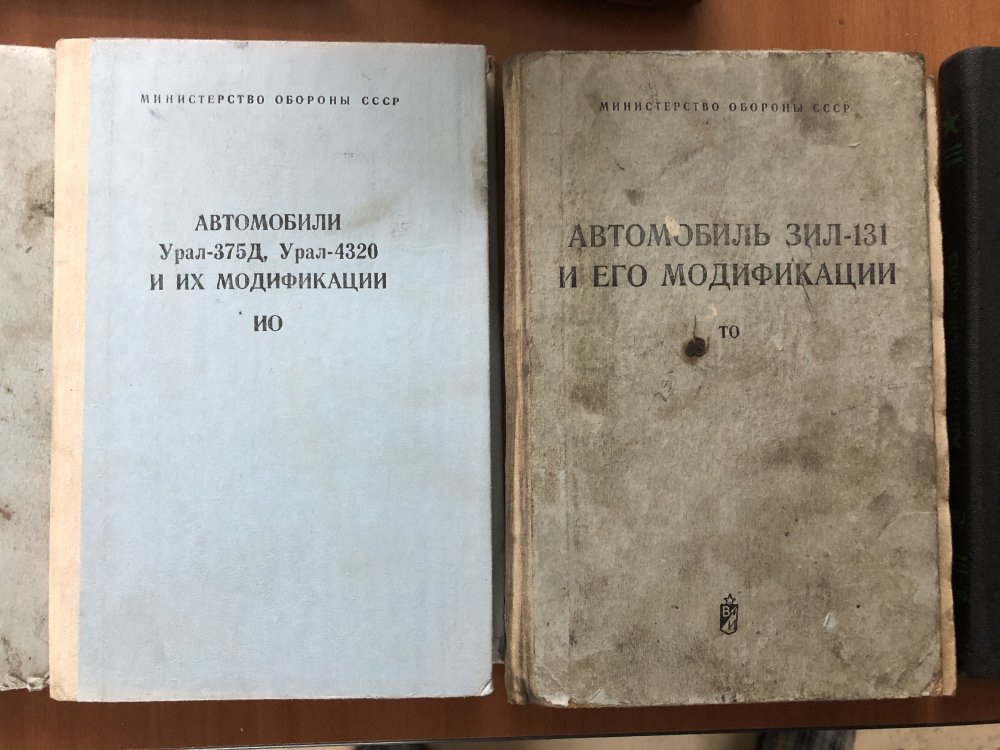 МИНИСТЕРСТВО ОБОРОНЫ СССР
АВТОМОБИЛИ
Урал-375Д, Урал-4320
И ИХ МОДИФИКАЦИИ
ИО
МИНИСТЕРСТВО ОБОРОНЫ СССР
АВТОМОБИЛЬ ЗИЛ-131
И ЕГО МОДИФИКАЦИИ
ТО